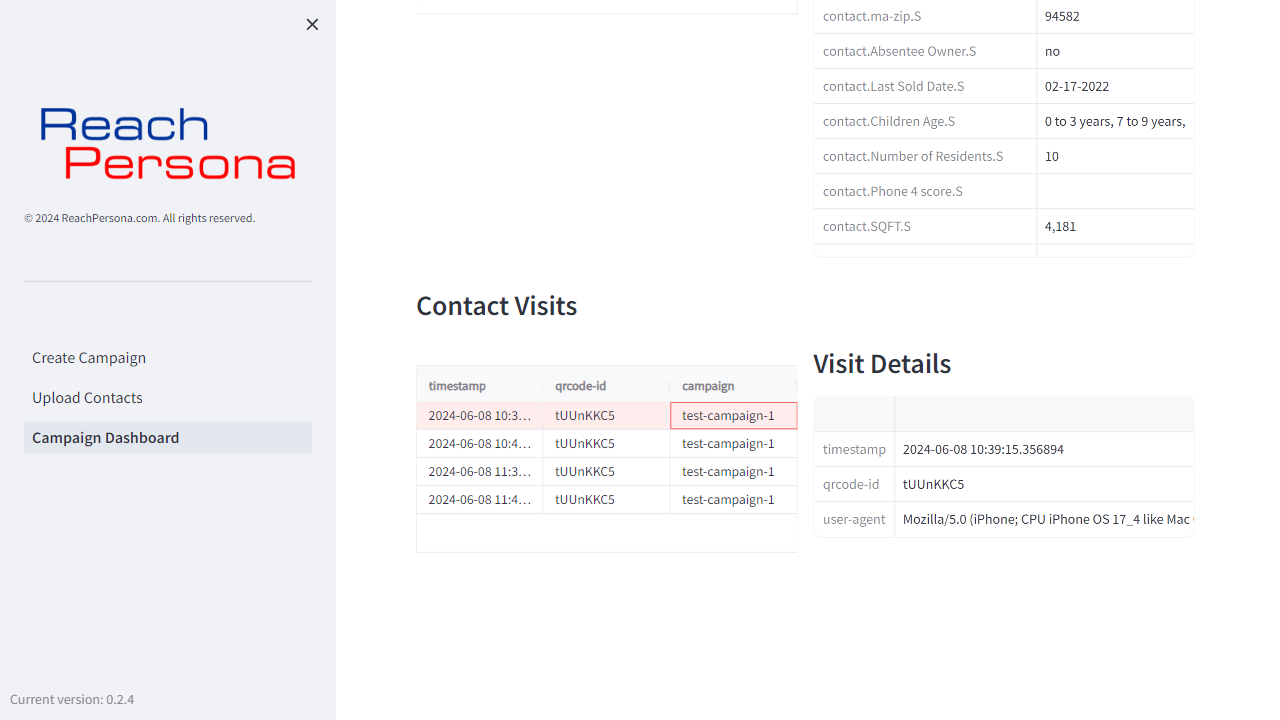 Reach
Persona
© 2024 ReachPersona.com. All rights reserved.
Create Campaign
Upload Contacts
Campaign Dashboard
Current version: 0.2.4
contact.ma-zip.S 94582
contact.Absentee Owner.S no
contact.Last Sold Date.S 02-17-2022
contact.Children Age.S 0 to 3 years, 7 to 9 years,
contact.Number of Residents.S 10
contact.Phone 4 score.S
contact.SQFT.S 4,181
Contact Visits
timestamp qrcode-id campaign
2024-06-08 10:3… tUUnKKC5 test-campaign-1
2024-06-08 10:4… tUUnKKC5 test-campaign-1
2024-06-08 11:3… tUUnKKC5 test-campaign-1
2024-06-08 11:4… tUUnKKC5 test-campaign-1
Visit Details
timestamp 2024-06-08 10:39:15.356894
qrcode-id tUUnKKC5
user-agent Mozilla/5.0 (iPhone; CPU iPhone OS 17_4 like Mac